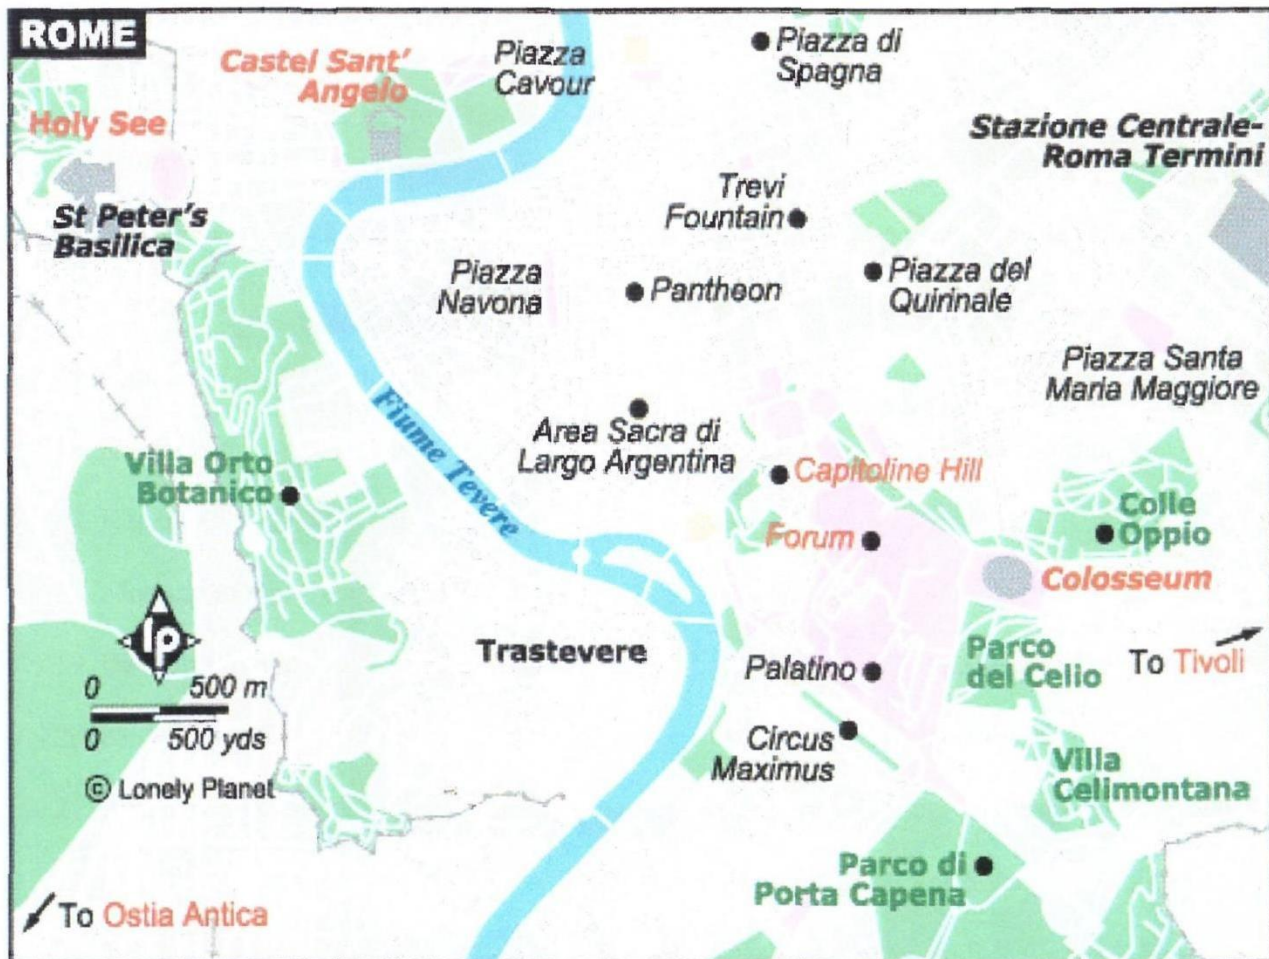 ROME
Castel Sant'
Angelo
Piazza
Cavour
Piazza di
Spagna
Holy See
Stazione Centrale-
Roma Termini
St Peter's
Basilica
Trevi
Fountain
Piazza
Navona
Pantheon
Piazza del
Quirinale
Piazza Santa
Maria Maggiore
Fiume Tevere
Area Sacra di
Largo Argentina
Villa Orto
Botanico
Capitoline Hill
Forum
Colle
Oppio
Colosseum
lp
Trastevere
Parco
del Celio
To Tivoli
Palatino
0 500 m
0 500 yds
Circus
Maximus
Villa
Celimontana
© Lonely Planet
Parco di
Porta Capena
To Ostia Antica